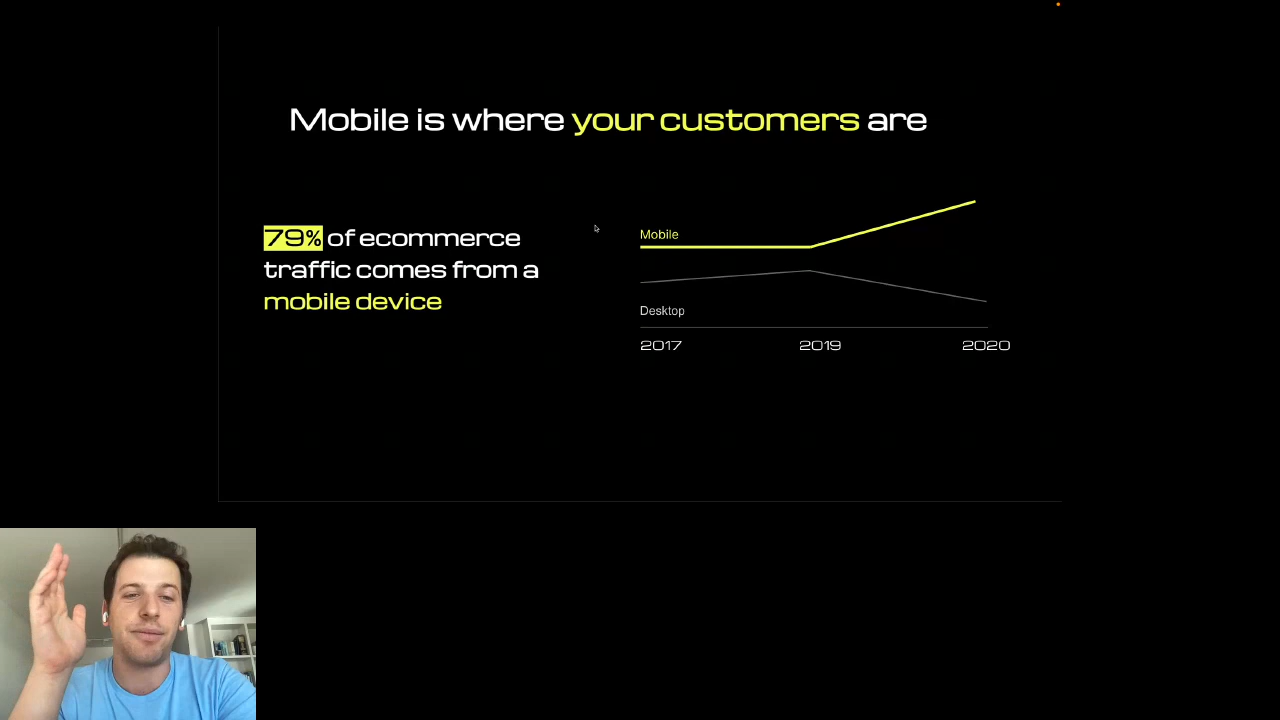 Mobile is where your customers are
79% of ecommerce
traffic comes from a
mobile device
Mobile
Desktop
2017 2019 2020